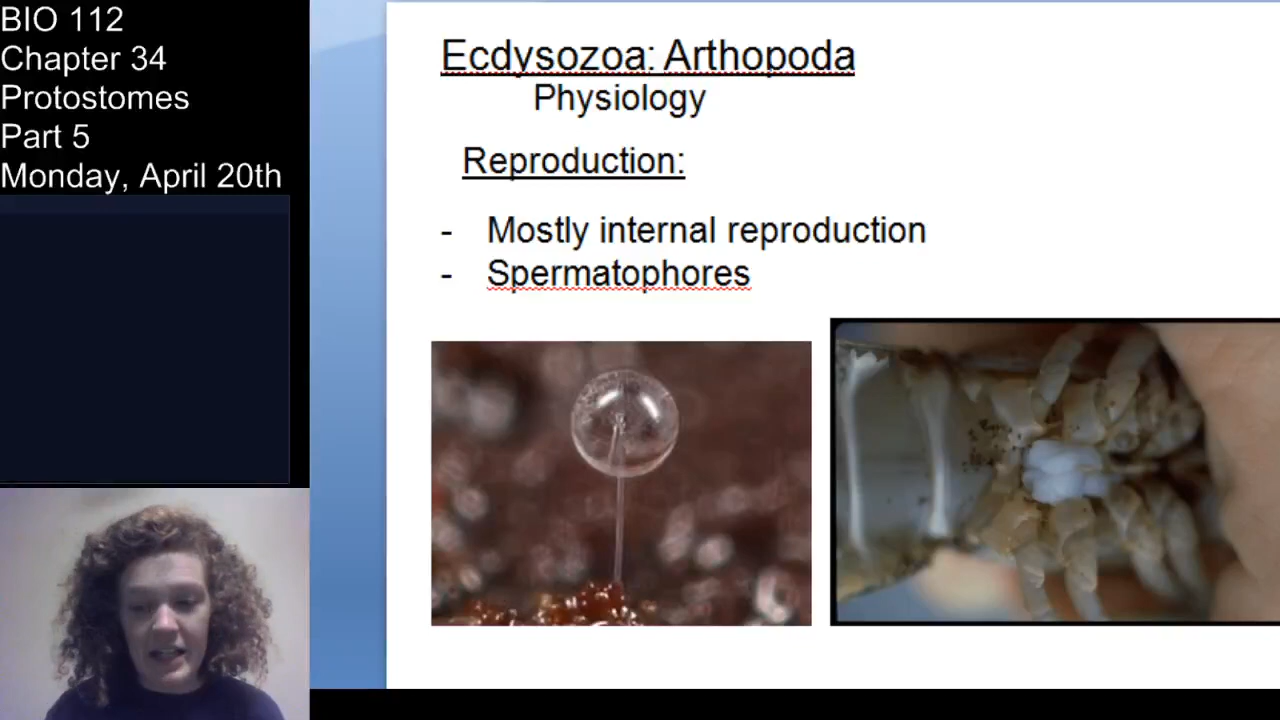 BIO 112
Chapter 34
Protostomes
Part 5
Monday, April 20th
Ecdysozoa: Arthopoda
Physiology
Reproduction:
- Mostly internal reproduction
- Spermatophores